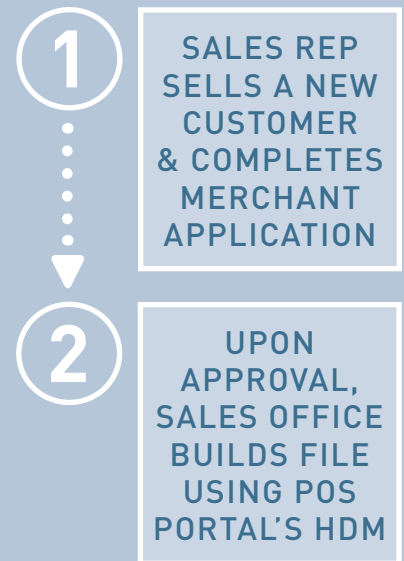 1
SALES REP
SELLS A NEW
CUSTOMER
& COMPLETES
MERCHANT
APPLICATION
2
UPON
APPROVAL,
SALES OFFICE
BUILDS FILE
USING POS
PORTAL'S HDM